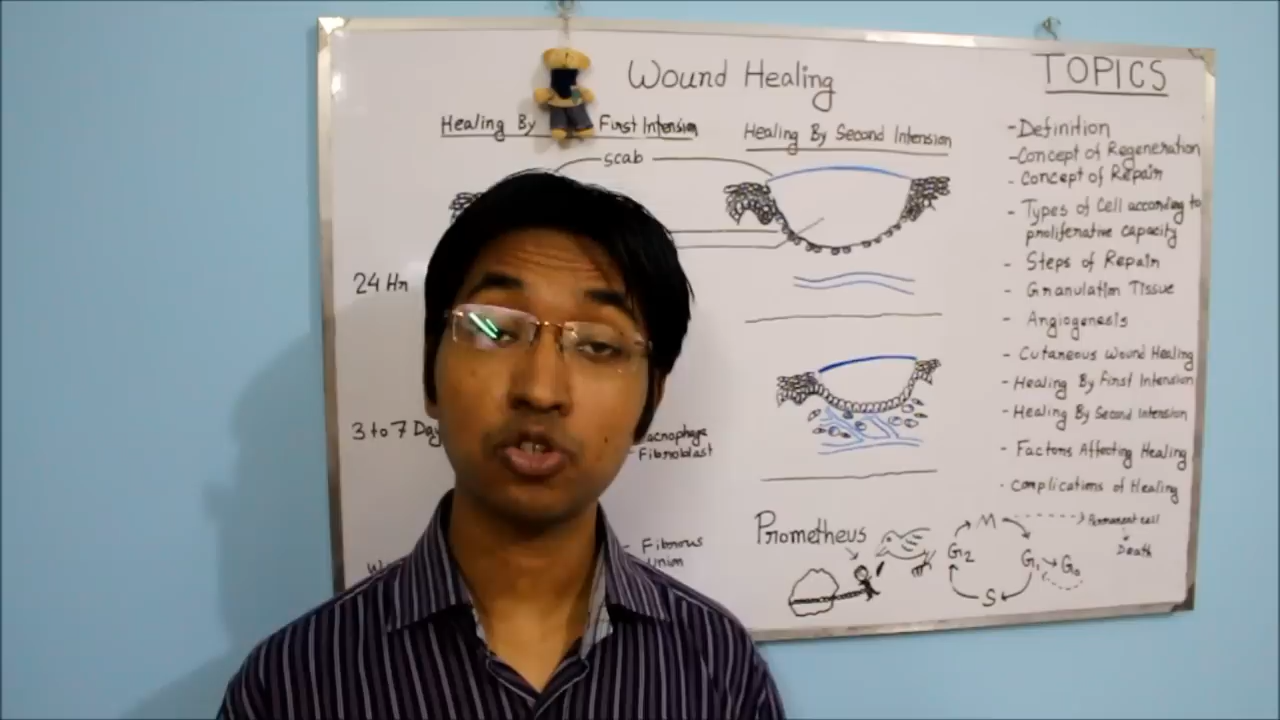 Wound Healing
Healing By First Intension
Healing By Second Intension
scab
24 Hr
3 to 7 Day
Fibroblast
- Fibrous
Prometheus
M
G1
G0
S
G2
Permanent cell
Death
TOPICS
- Definition
- Concept of Regeneration
- Concept of Repair
- Types of Cell according to
proliferative capacity
- Steps of Repair
- Granulation Tissue
- Angiogenesis
- Cutaneous Wound Healing
- Healing By First Intension
- Healing By Second Intension
- Factors Affecting Healing
- Complications of Healing